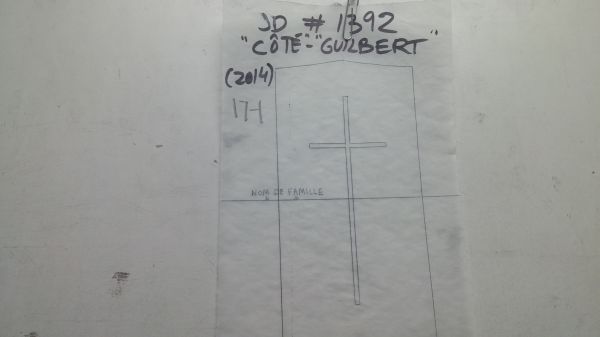 JD # 1392
"CÔTÉ"-"GUILBERT"
(2014)
17-1
NOM DE FAMILLE